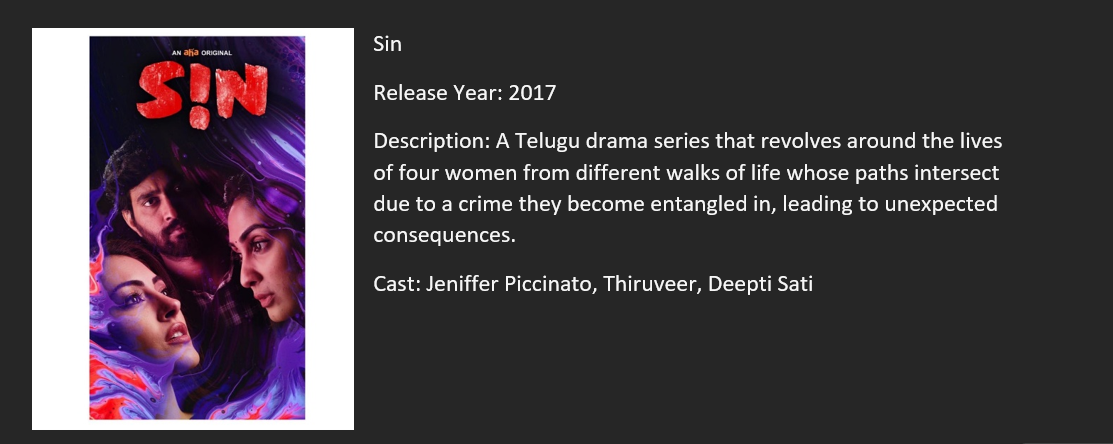 AN aha ORIGINAL
S!N
Sin
Release Year: 2017
Description: A Telugu drama series that revolves around the lives
of four women from different walks of life whose paths intersect
due to a crime they become entangled in, leading to unexpected
consequences.
Cast: Jeniffer Piccinato, Thiruveer, Deepti Sati